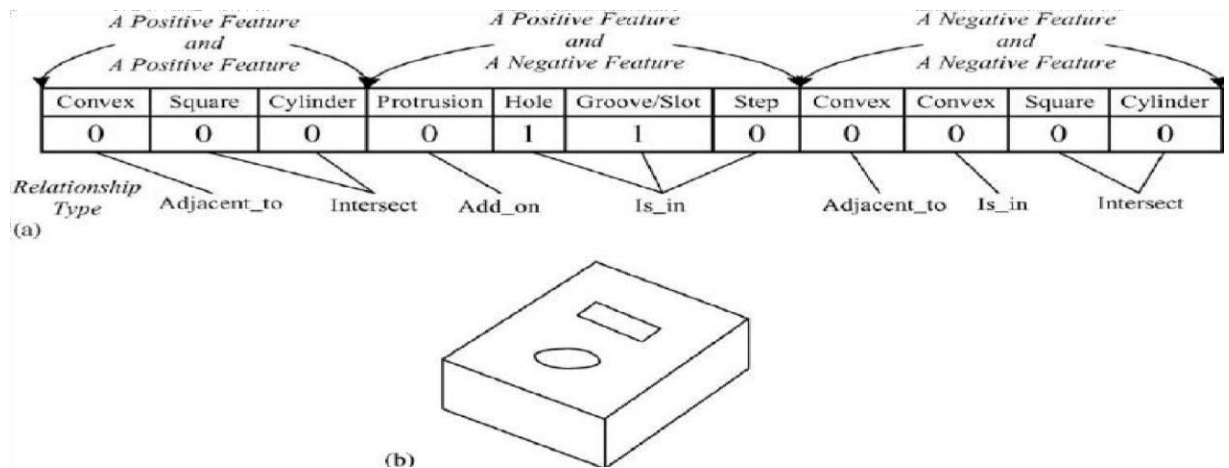 A Positive Feature A Positive Feature A Negative Feature
and and and
A Positive Feature A Negative Feature A Negative Feature
Convex Square Cylinder Protrusion Hole Groove/Slot Step Convex Convex Square Cylinder
0 0 0 0 1 1 0 0 0 0 0
Relationship
Type Adjacent_to Intersect Add_on Is_in Adjacent_to Is_in Intersect
(a)
(b)